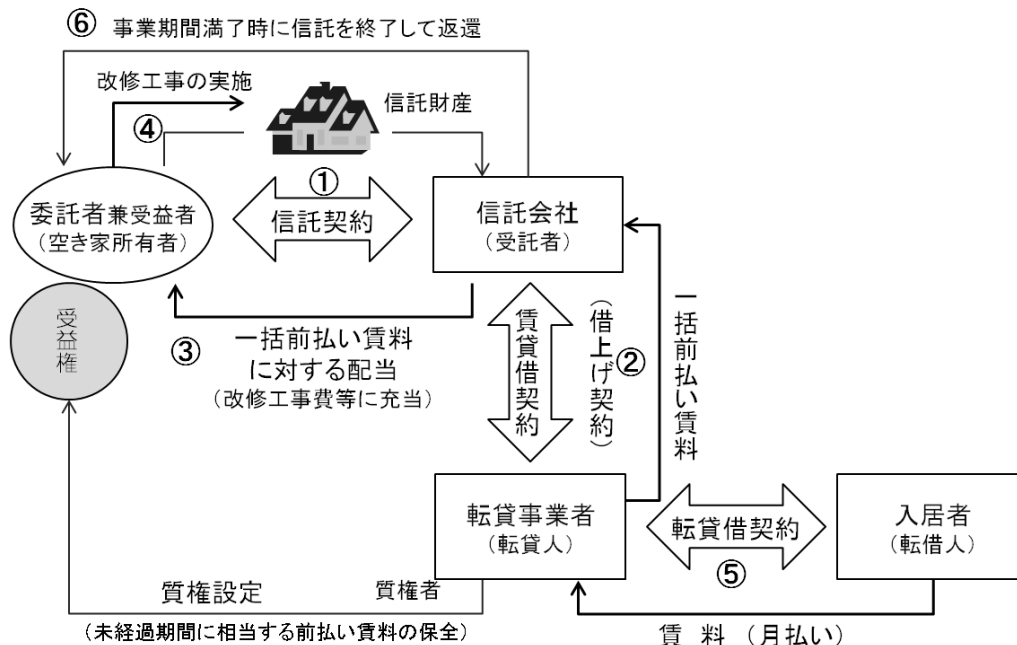 ⑥ 事業期間満了時に信託を終了して返還
改修工事の実施
④
信託財産
①
信託契約
委託者兼受益者
(空き家所有者)
信託会社
(受託者)
受益権
③
一括前払い賃料
に対する配当
(改修工事費等に充当)
賃貸借契約
(借上げ契約)
②
一括前払い賃料
転貸事業者
(転貸人)
転貸借契約
⑤
入居者
(転借人)
質権設定
質権者
(未経過期間に相当する前払い賃料の保全)
賃 料 (月払い)